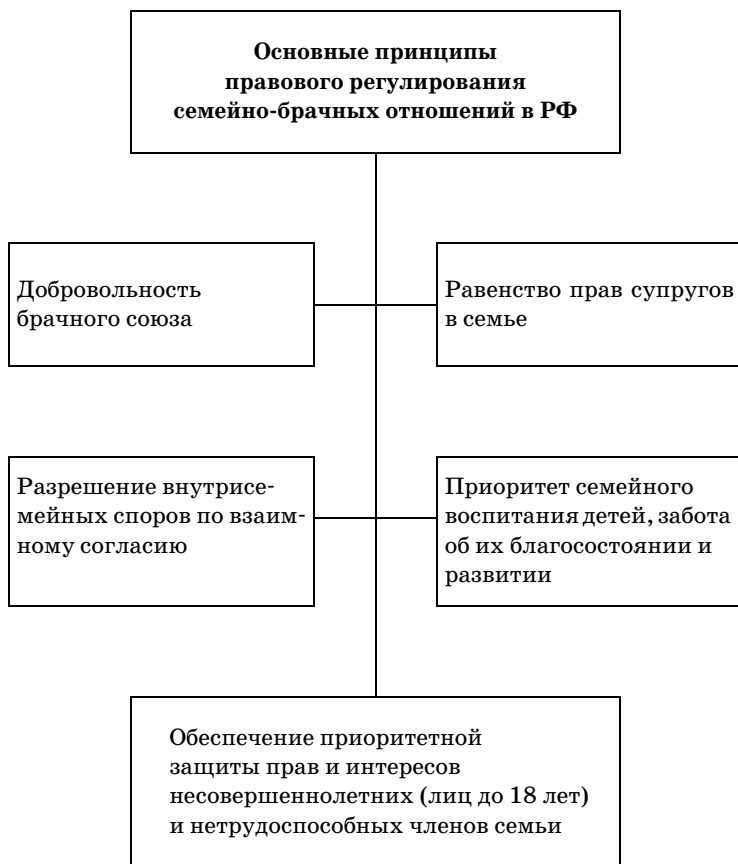 Основные принципы
правового регулирования
семейно-брачных отношений в РФ
Добровольность
брачного союза
Равенство прав супругов
в семье
Разрешение внутрисе-
мейных споров по взаим-
ному согласию
Приоритет семейного
воспитания детей, забота
об их благосостоянии и
развитии
Обеспечение приоритетной
защиты прав и интересов
несовершеннолетних (лиц до 18 лет)
и нетрудоспособных членов семьи